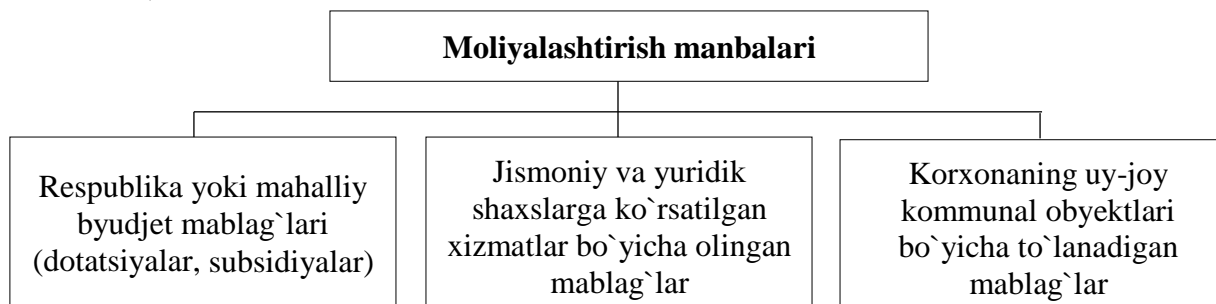 Moliyalashtirish manbalari
Respublika yoki mahalliy
byudjet mablag`lari
(dotatsiyalar, subsidiyalar)
Jismoniy va yuridik
shaxslarga ko`rsatilgan
xizmatlar bo`yicha olingan
mablag`lar
Korxonaning uy-joy
kommunal obyektlari
bo`yicha to`lanadigan
mablag`lar